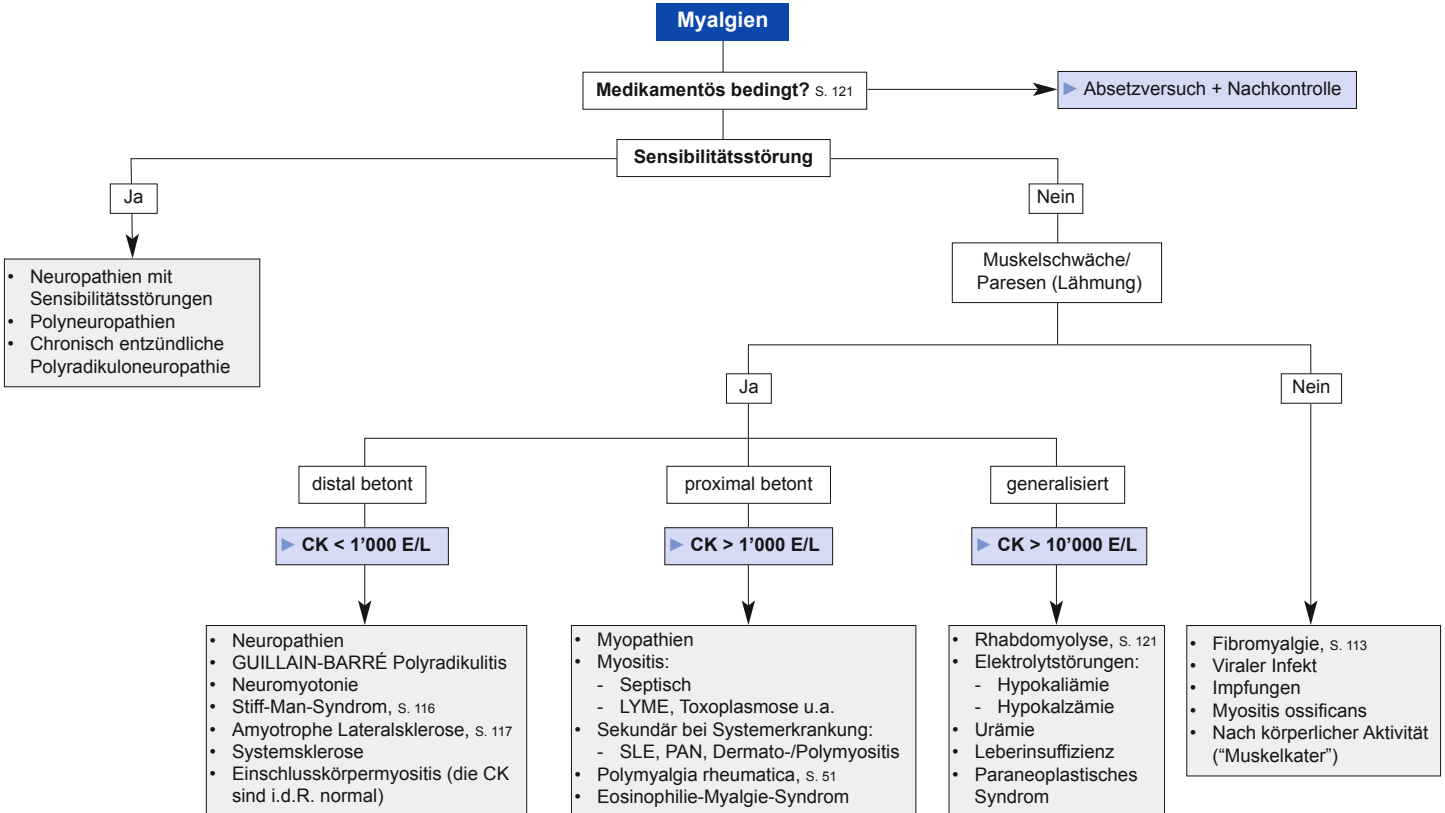 Myalgien
Medikamentös bedingt? S. 121
► Absetzversuch + Nachkontrolle
Sensibilitätsstörung
Ja
Nein
• Neuropathien mit
Sensibilitätsstörungen
• Polyneuropathien
• Chronisch entzündliche
Polyradikuloneuropathie
Muskelschwäche/
Paresen (Lähmung)
Ja
Nein
distal betont
proximal betont
generalisiert
► CK < 1’000 E/L
► CK > 1’000 E/L
► CK > 10’000 E/L
• Neuropathien
• GUILLAIN-BARRÉ Polyradikulitis
• Neuromyotonie
• Stiff-Man-Syndrom, S. 116
• Amyotrophe Lateralsklerose, S. 117
• Systemsklerose
• Einschlusskörpermyositis (die CK
sind i.d.R. normal)
• Myopathien
• Myositis:
- Septisch
- LYME, Toxoplasmose u.a.
• Sekundär bei Systemerkrankung:
- SLE, PAN, Dermato-/Polymyositis
• Polymyalgia rheumatica, S. 51
• Eosinophilie-Myalgie-Syndrom
• Rhabdomyolyse, S. 121
• Elektrolytstörungen:
- Hypokaliämie
- Hypokalzämie
• Urämie
• Leberinsuffizienz
• Paraneoplastisches
Syndrom
• Fibromyalgie, S. 113
• Viraler Infekt
• Impfungen
• Myositis ossificans
• Nach körperlicher Aktivität
(“Muskelkater”)